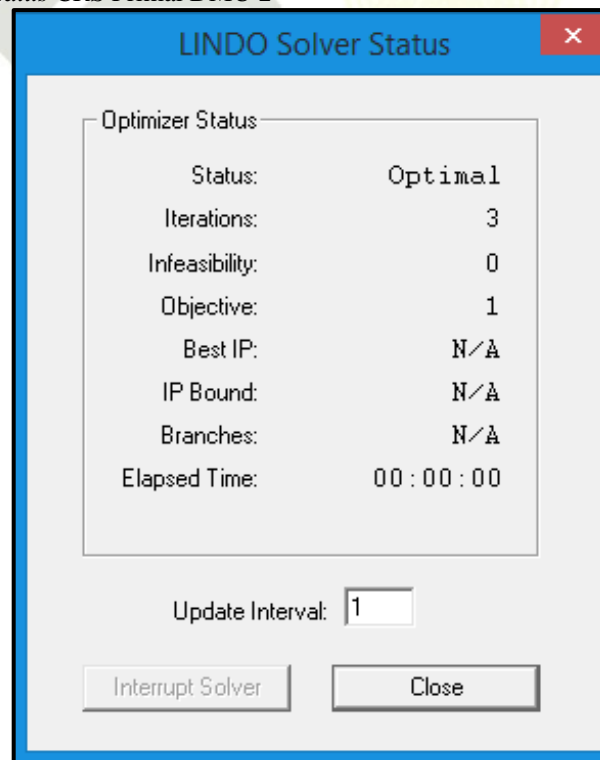 LINDO Solver Status
Optimizer Status
Status: Optimal
Iterations: 3
Infeasibility: 0
Objective: 1
Best IP: N/A
IP Bound: N/A
Branches: N/A
Elapsed Time: 00:00:00
Update Interval: 1
Interrupt Solver Close